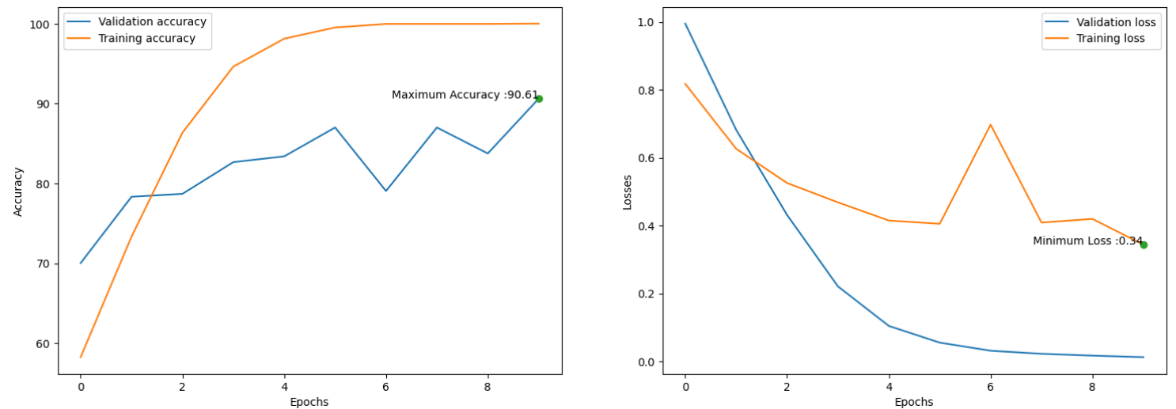 Validation accuracy
Training accuracy
Maximum Accuracy :90.61
100
90
80
70
60
Accuracy
0
2
4
6
8
Epochs
Validation loss
Training loss
Minimum Loss :0.34
1.0
0.8
0.6
0.4
0.2
0.0
Losses
0
2
4
6
8
Epochs